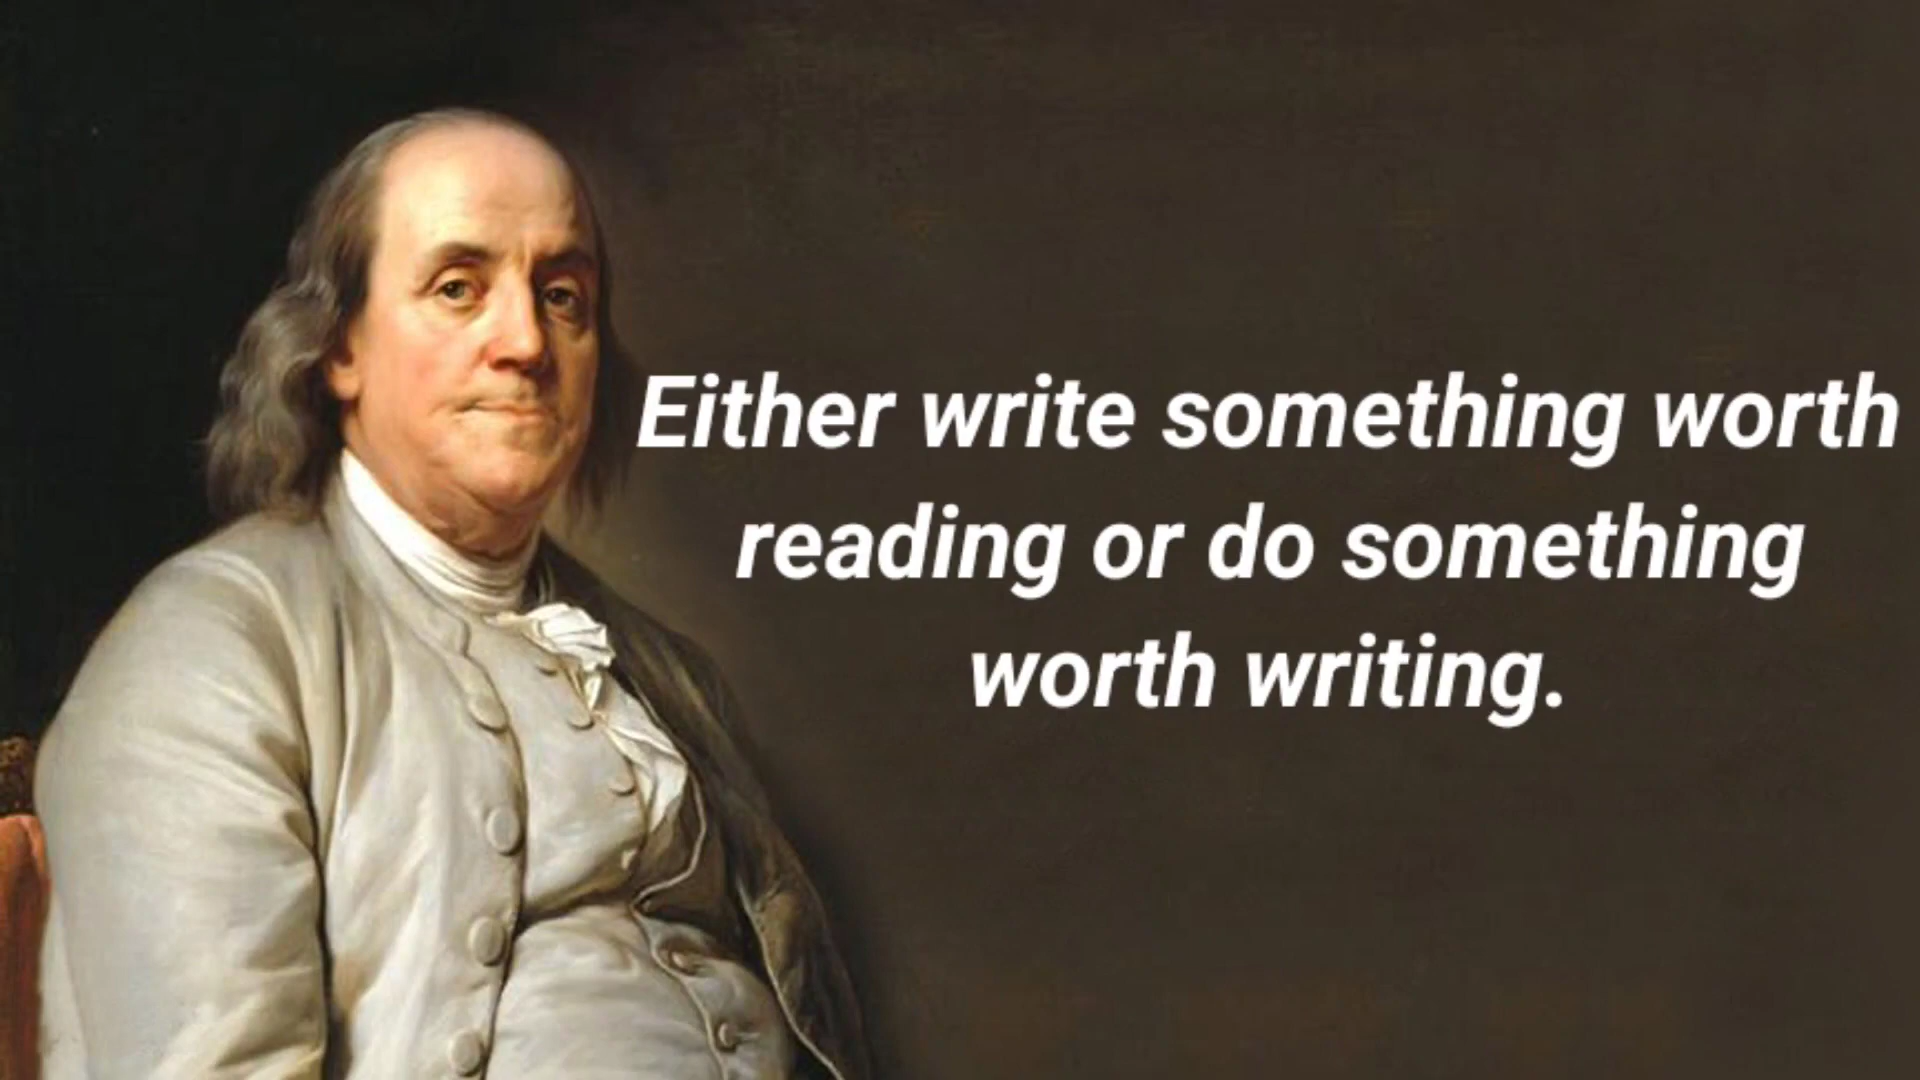 Either write something worth
reading or do something
worth writing.